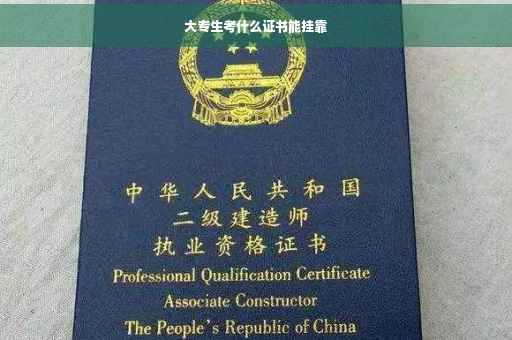 大专生考什么证书能挂靠
中华人民共和国
二级建造师
执业资格证书
Professional Qualification Certificate
Associate Constructor
The People's Republic of China